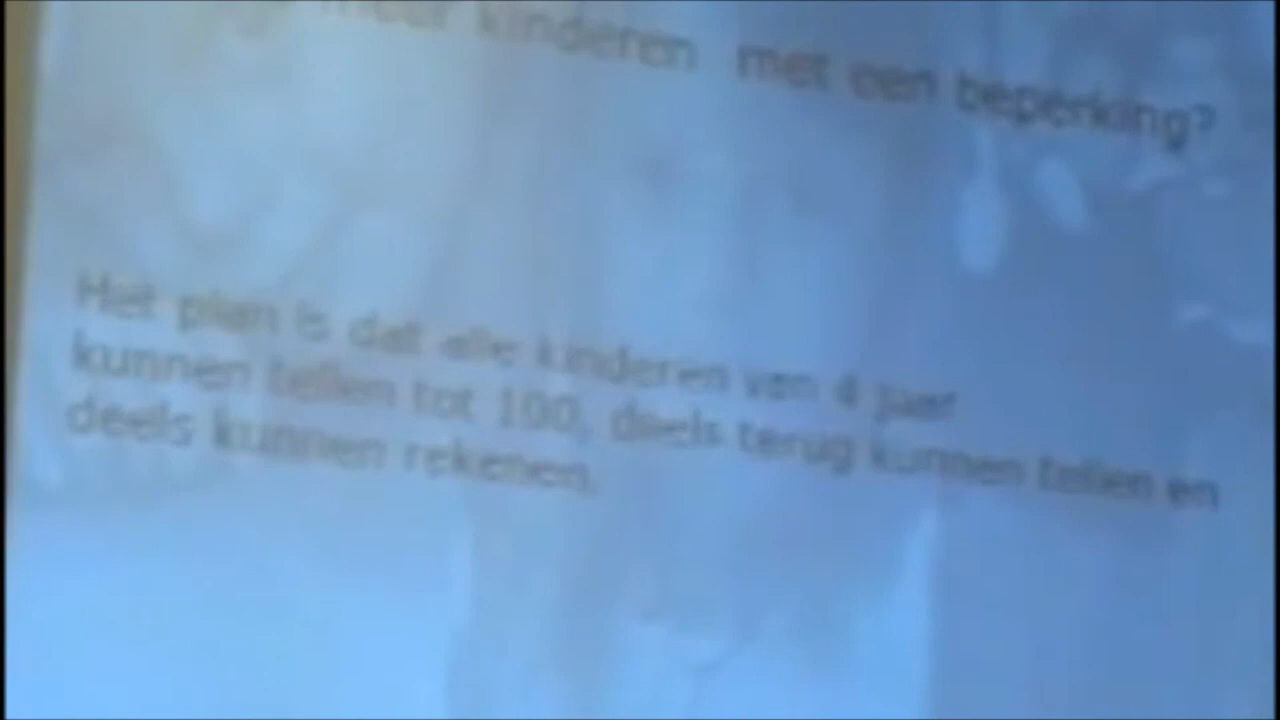 kinderen met een beperking?
Het plan is dat alle kinderen van 4 jaar
kunnen tellen tot 100, deels terug kunnen tellen en
deels kunnen rekenen.